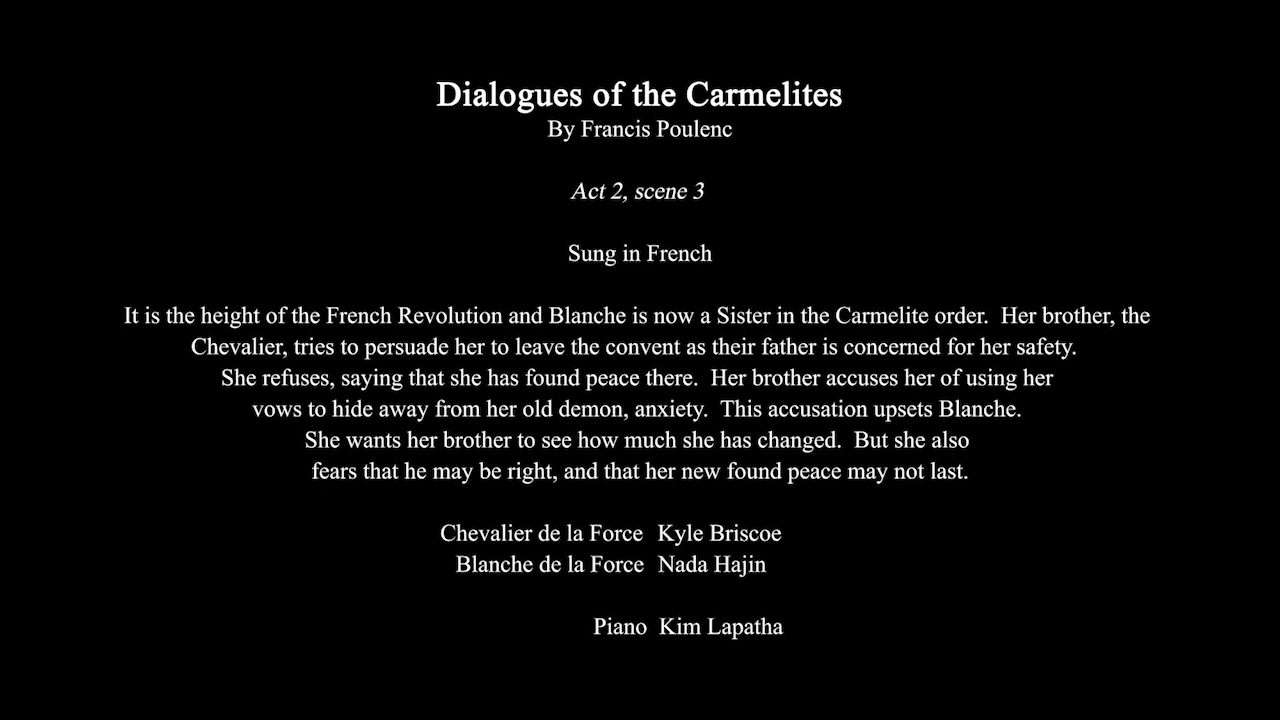 Dialogues of the Carmelites
By Francis Poulenc
Act 2, scene 3
Sung in French
It is the height of the French Revolution and Blanche is now a Sister in the Carmelite order.  Her brother, the
Chevalier, tries to persuade her to leave the convent as their father is concerned for her safety.
She refuses, saying that she has found peace there.  Her brother accuses her of using her
vows to hide away from her old demon, anxiety.  This accusation upsets Blanche.
She wants her brother to see how much she has changed.  But she also
fears that he may be right, and that her new found peace may not last.
Chevalier de la Force  Kyle Briscoe
Blanche de la Force  Nada Hajin
Piano  Kim Lapatha